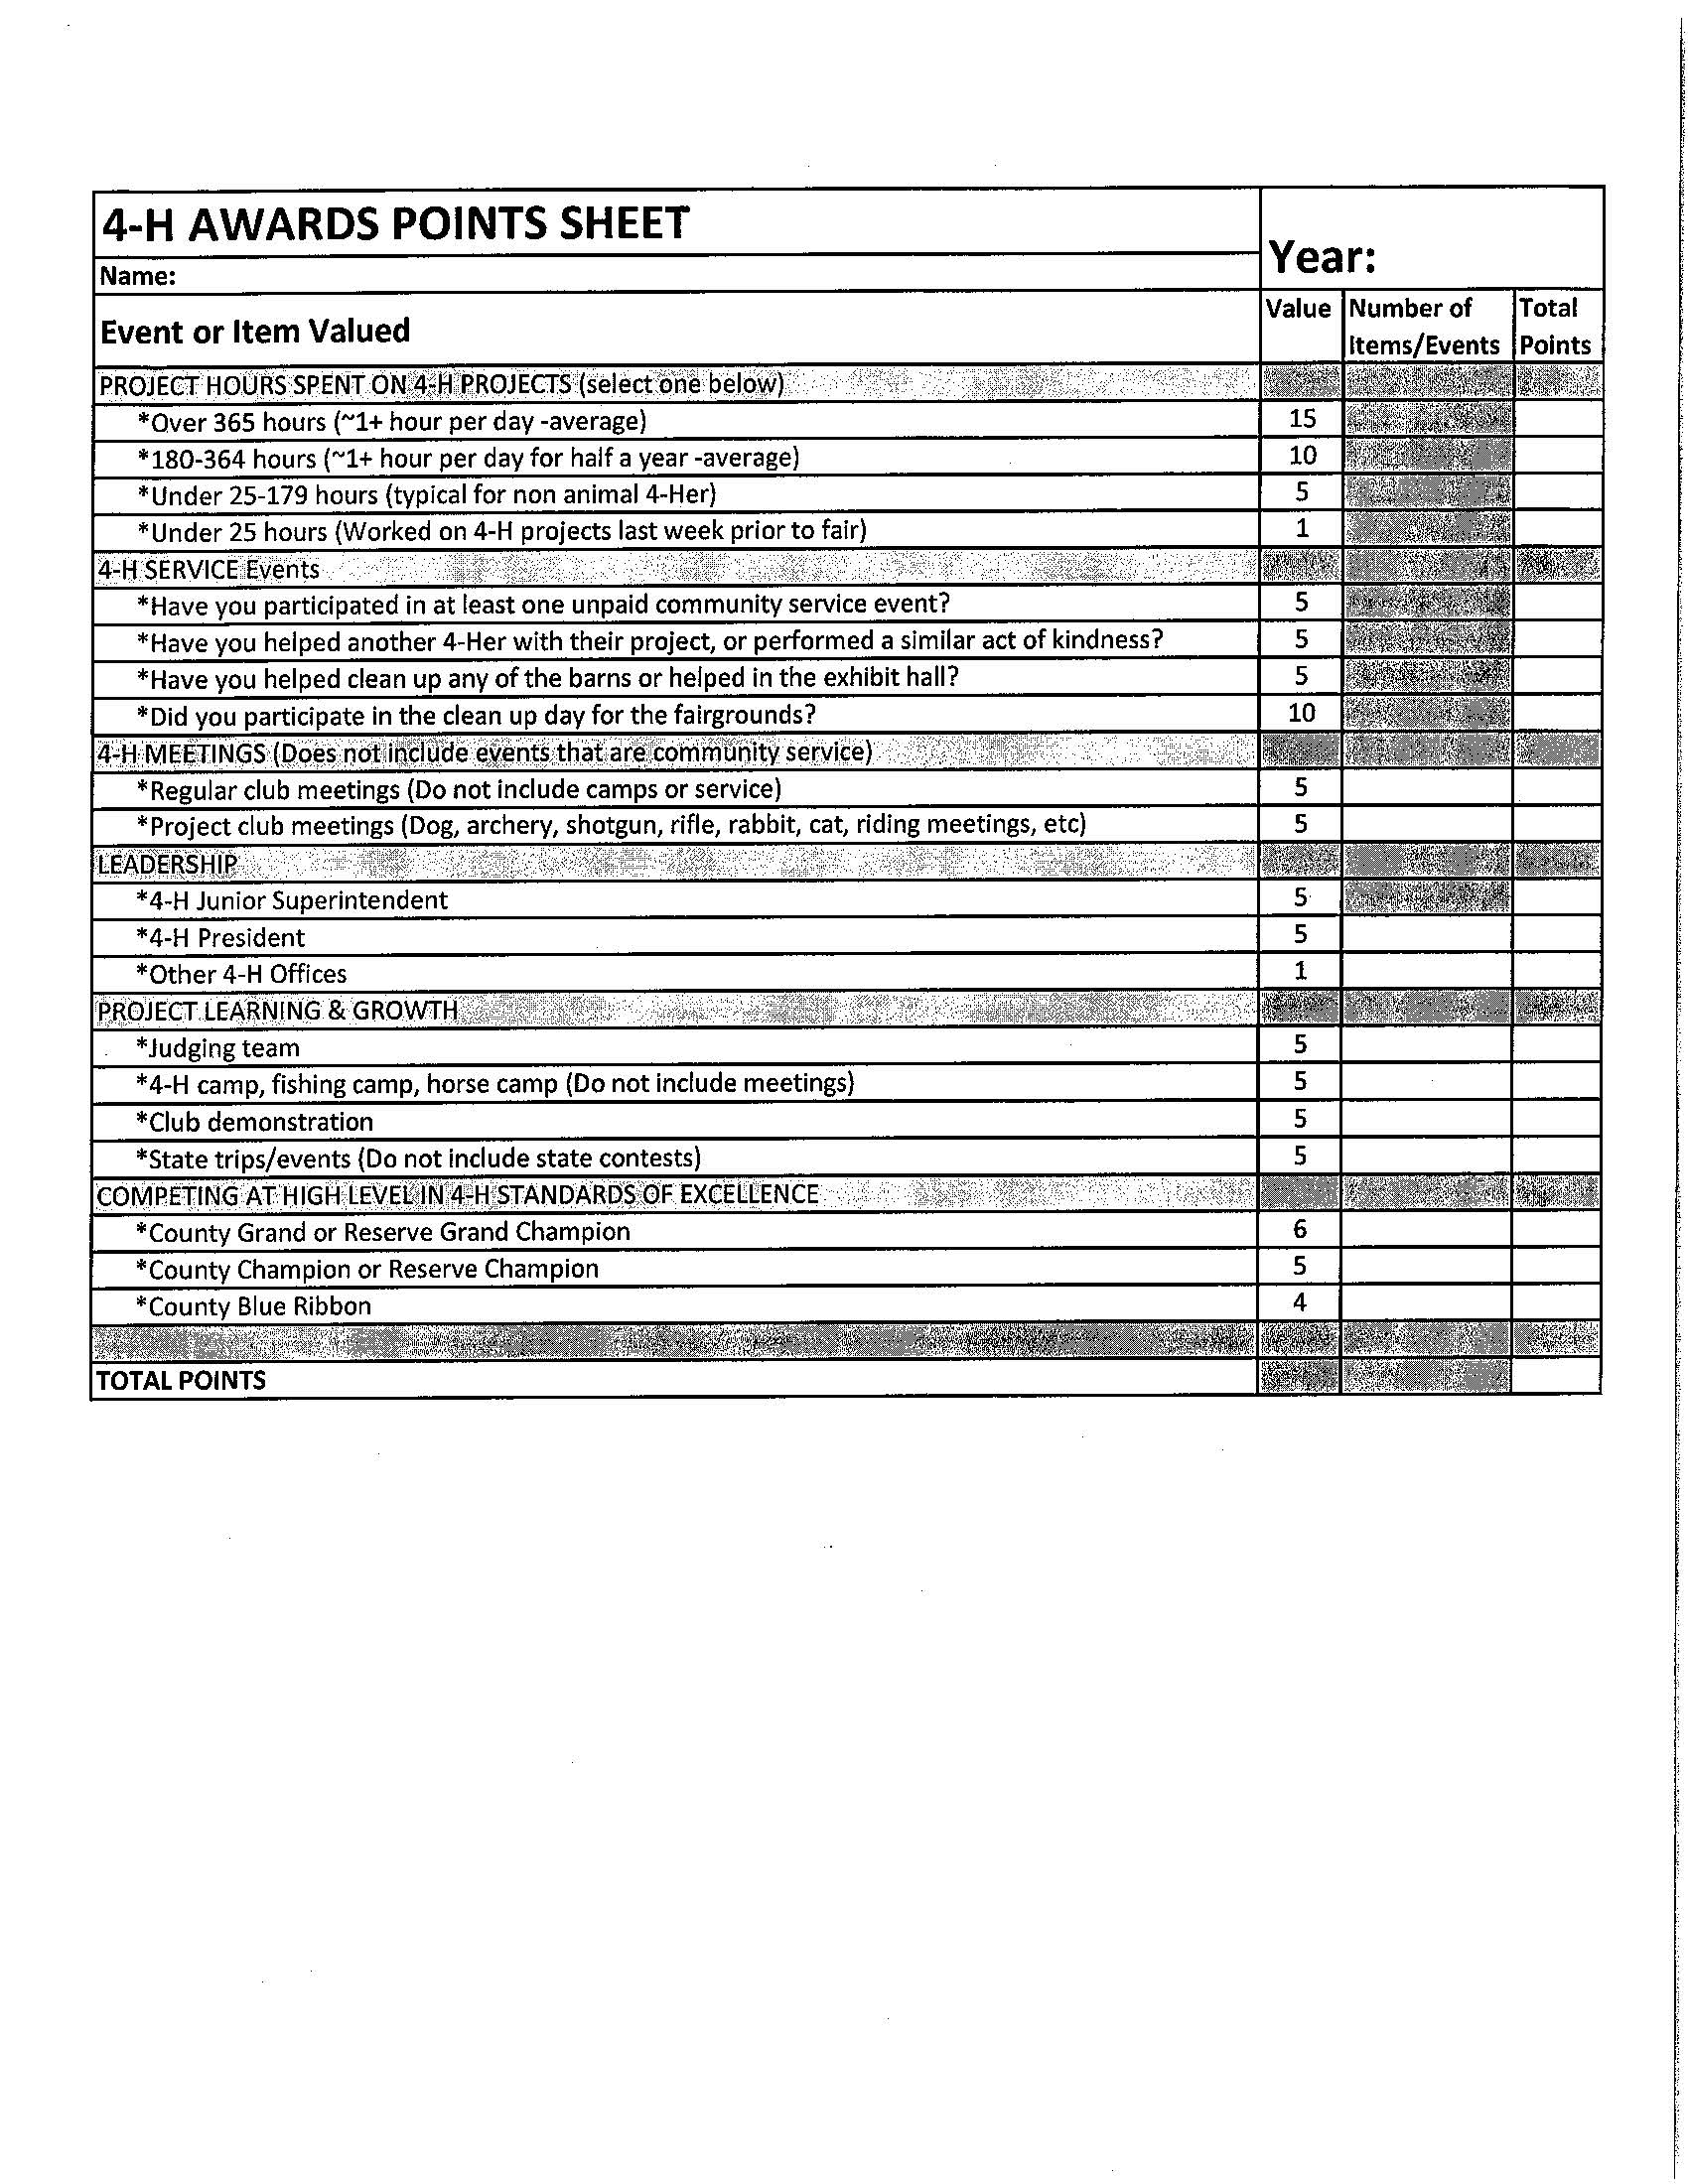 4-H AWARDS POINTS SHEET
Year:
Name:
Event or Item Valued
Value Number of Items/Events Total Points
PROJECT HOURS SPENT ON 4-H PROJECTS (select one below)
*Over 365 hours (~1+ hour per day -average) 15
*180-364 hours (~1+ hour per day for half a year -average) 10
*Under 25-179 hours (typical for non animal 4-Her) 5
*Under 25 hours (Worked on 4-H projects last week prior to fair) 1
4-H SERVICE Events
*Have you participated in at least one unpaid community service event? 5
*Have you helped another 4-Her with their project, or performed a similar act of kindness? 5
*Have you helped clean up any of the barns or helped in the exhibit hall? 5
*Did you participate in the clean up day for the fairgrounds? 10
4-H MEETINGS (Does not include events that are community service)
*Regular club meetings (Do not include camps or service) 5
*Project club meetings (Dog, archery, shotgun, rifle, rabbit, cat, riding meetings, etc) 5
LEADERSHIP
*4-H Junior Superintendent 5
*4-H President 5
*Other 4-H Offices 1
PROJECT LEARNING & GROWTH
*Judging team 5
*4-H camp, fishing camp, horse camp (Do not include meetings) 5
*Club demonstration 5
*State trips/events (Do not include state contests) 5
COMPETING AT HIGH LEVEL IN 4-H STANDARDS OF EXCELLENCE
*County Grand or Reserve Grand Champion 6
*County Champion or Reserve Champion 5
*County Blue Ribbon 4
TOTAL POINTS